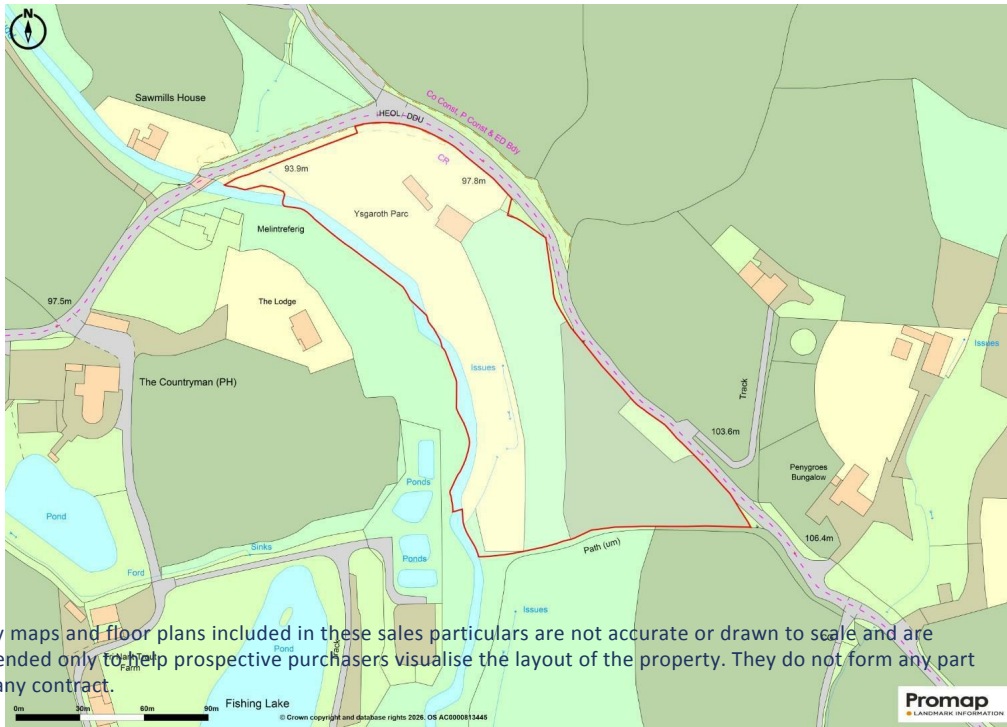 N
Sawmills House
Co Const, P Const & ED Bdy
HEOL DDU
CR
93.9m
97.8m
Ysgaroth Parc
Melintreferig
97.5m
The Lodge
Issues
Issues
The Countryman (PH)
Track
103.6m
Penygroes
Bungalow
Ponds
Pond
Sinks
Path (um)
106.4m
Ford
Ponds
Issues
Pond
Track
Farm
y maps and floor plans included in these sales particulars are not accurate or drawn to scale and are
ended only to help prospective purchasers visualise the layout of the property. They do not form any part
any contract.
Fishing Lake
0m 30m 60m 90m
© Crown copyright and database rights 2026. OS AC0000813445
Promap
LANDMARK INFORMATION